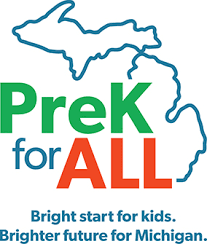 PreK
for ALL
Bright start for kids.
Brighter future for Michigan.